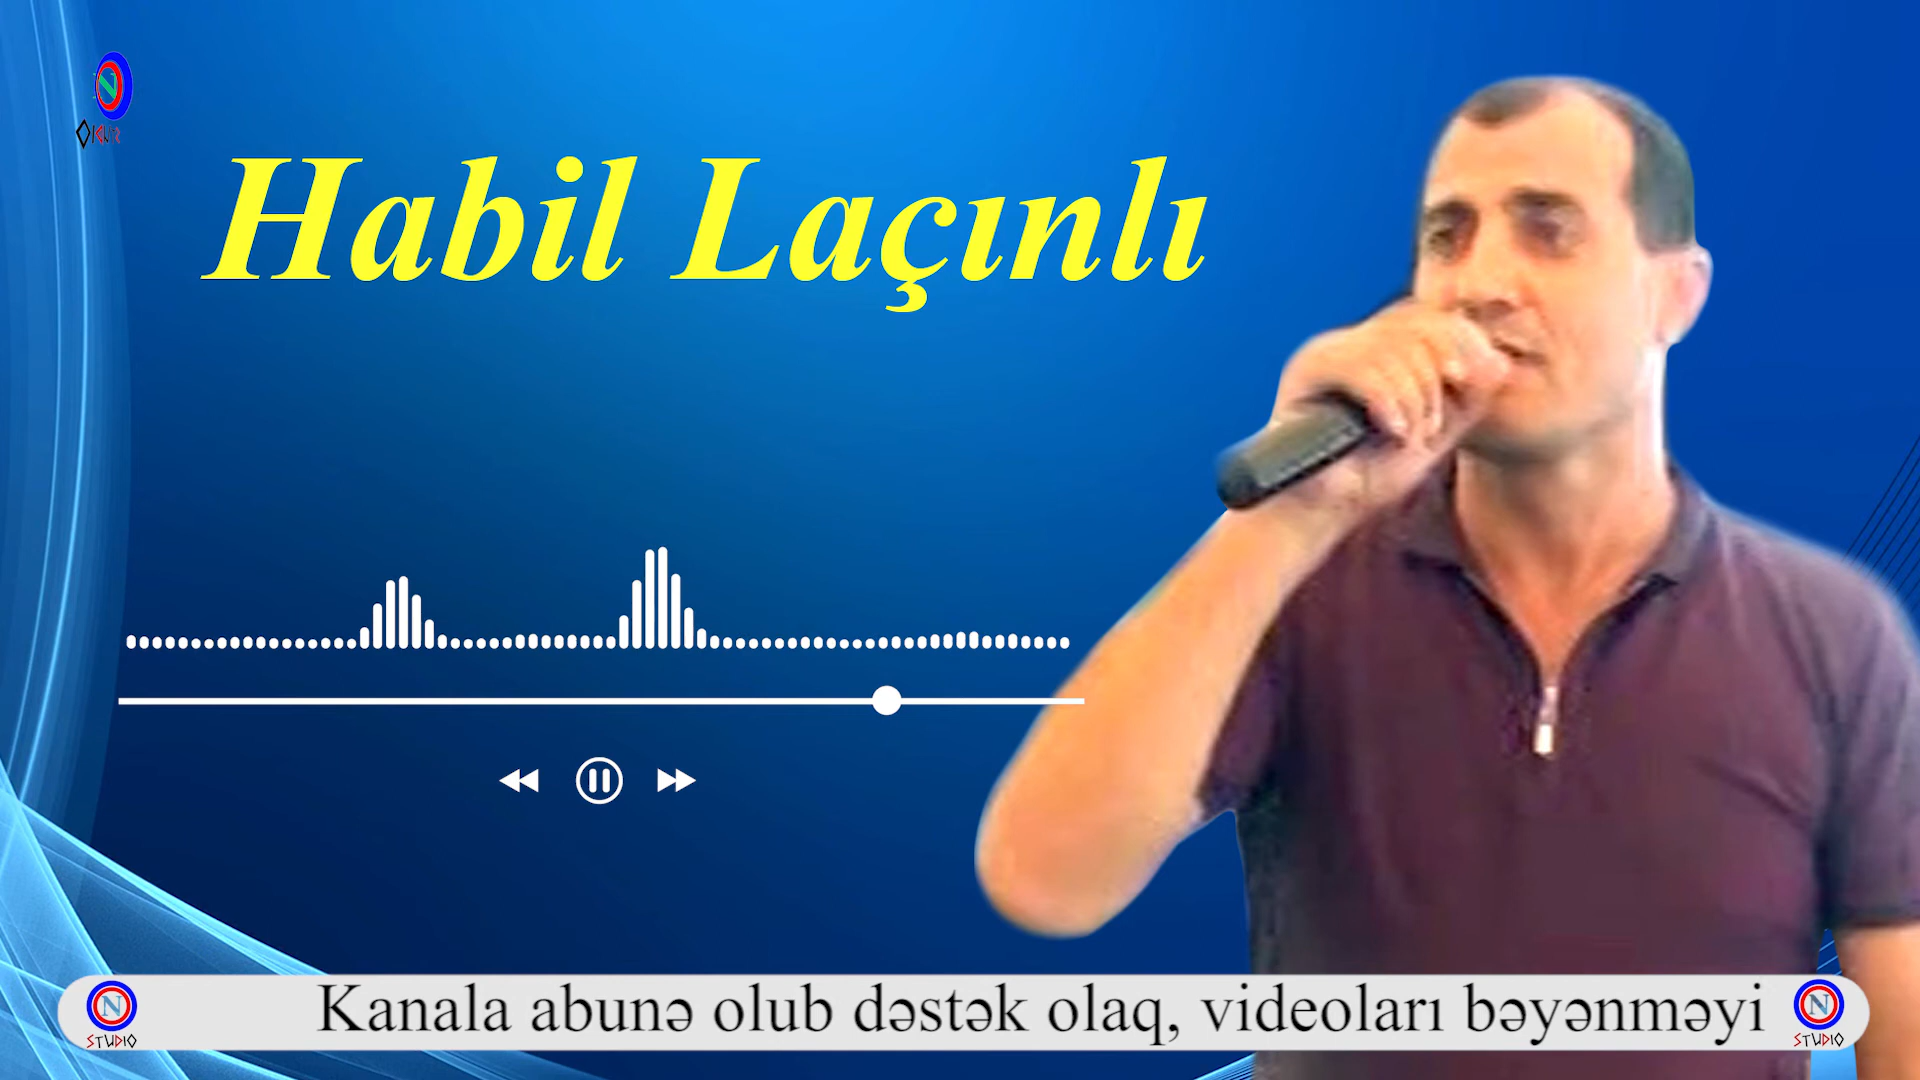 N
Habil Laçınlı
N
STUDIO
Kanala abunə olub dəstək olaq, videoları bəyənməyi
N
STUDIO